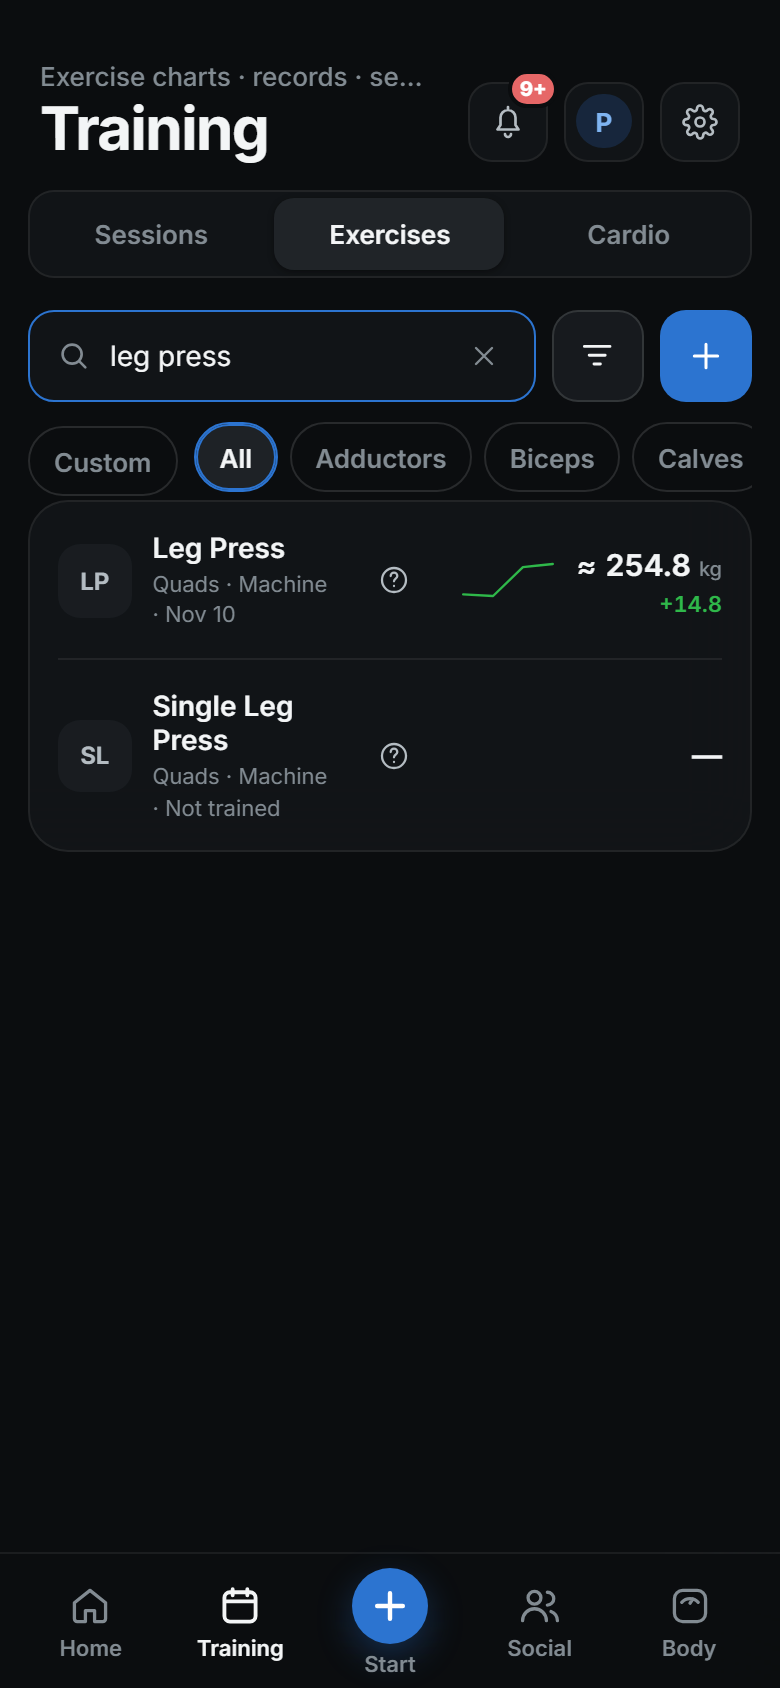 Exercise charts · records · se...
Training
9+
P
Sessions
Exercises
Cardio
leg press
Custom
All
Adductors
Biceps
Calves
LP
Leg Press
Quads · Machine
· Nov 10
≈ 254.8 kg
+14.8
SL
Single Leg
Press
Quads · Machine
· Not trained
—
Home
Training
Start
Social
Body